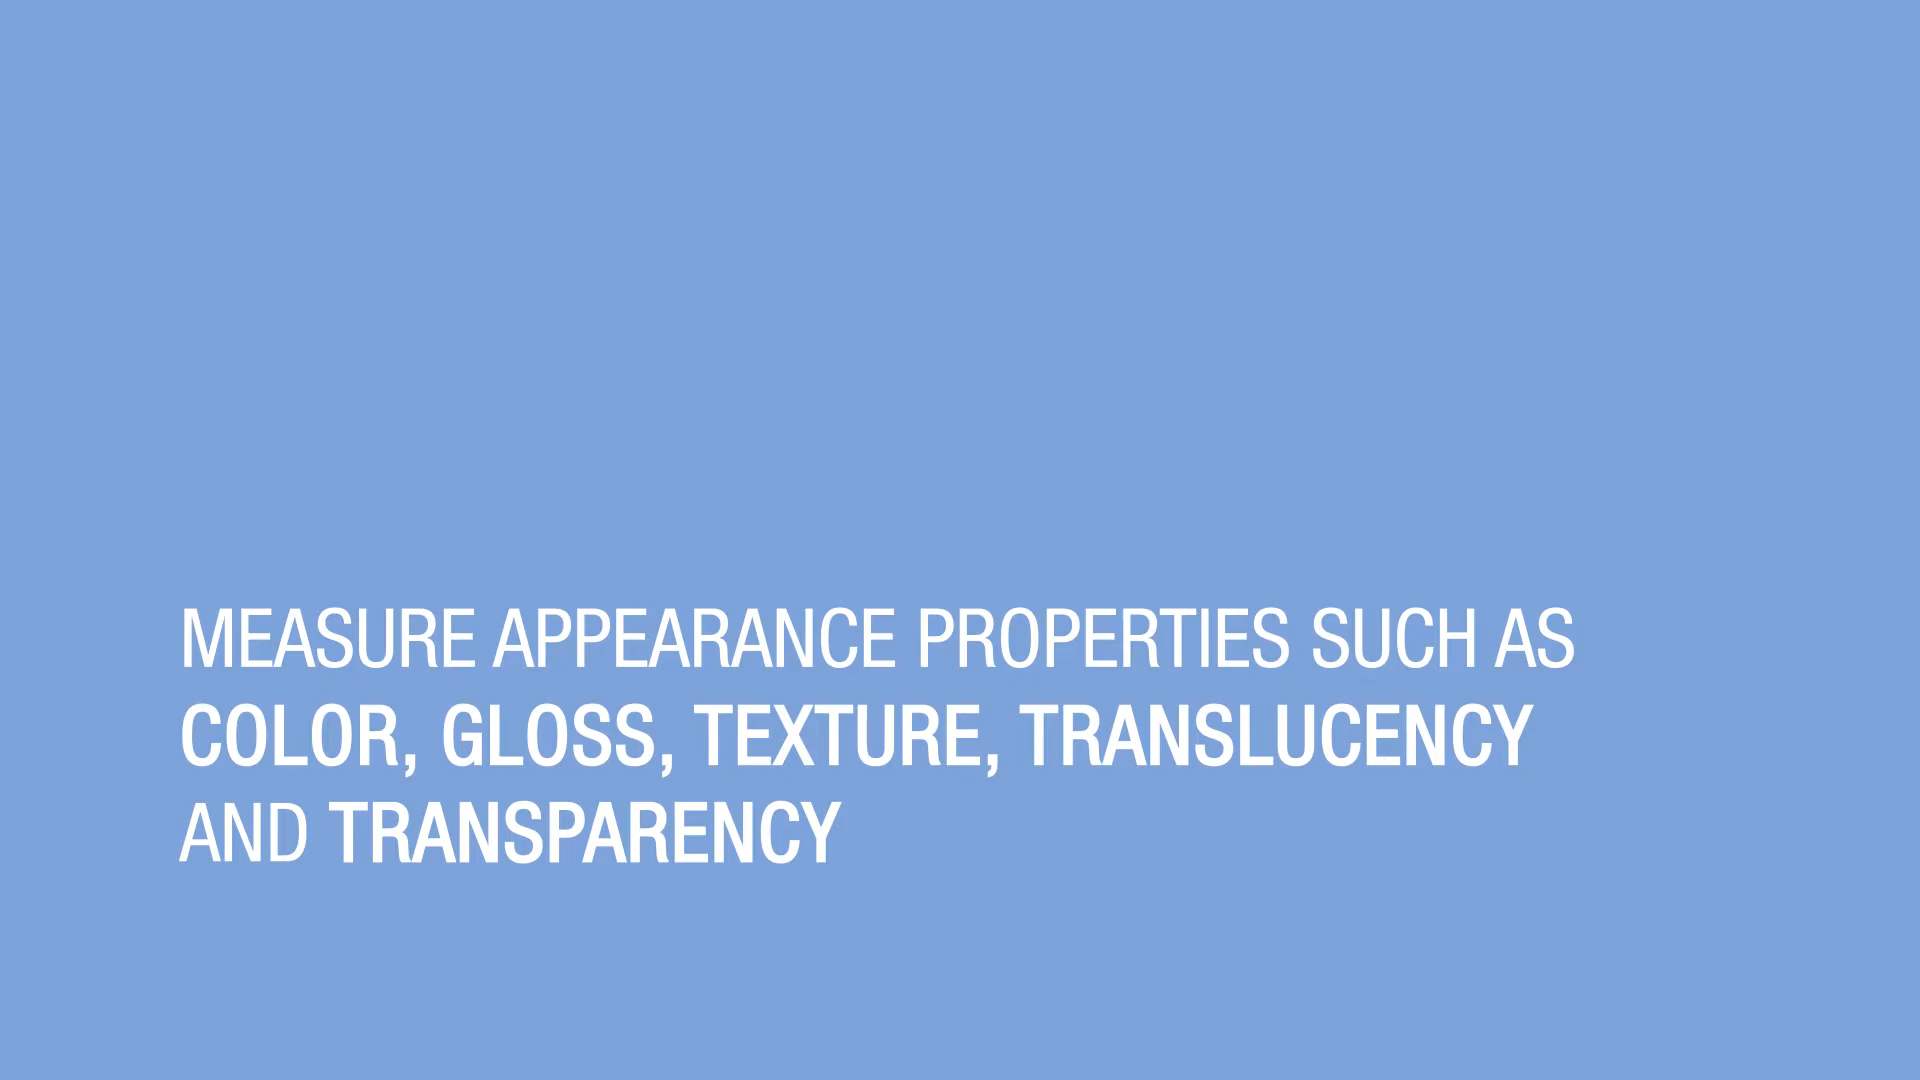 MEASURE APPEARANCE PROPERTIES SUCH AS
COLOR, GLOSS, TEXTURE, TRANSLUCENCY
AND TRANSPARENCY